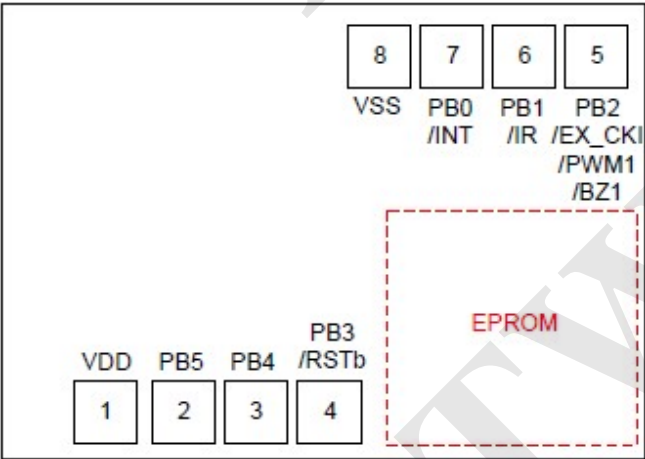 8 7 6 5
VSS PB0 PB1 PB2
/INT /IR /EX_CKI
/PWM1
/BZ1
EPROM
PB3
VDD PB5 PB4 /RSTb
1 2 3 4